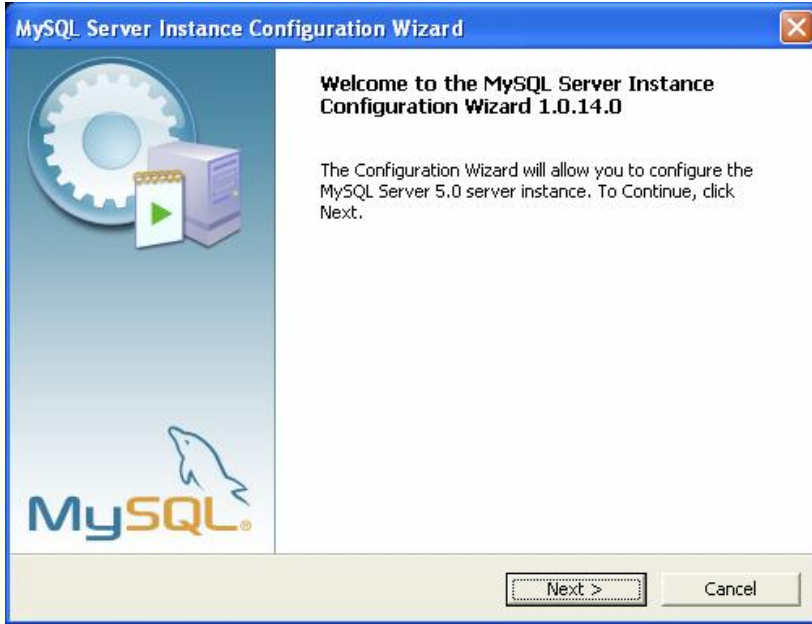 MySQL Server Instance Configuration Wizard
Welcome to the MySQL Server Instance
Configuration Wizard 1.0.14.0
The Configuration Wizard will allow you to configure the
MySQL Server 5.0 server instance. To Continue, click
Next.
MySQL®
Next >
Cancel